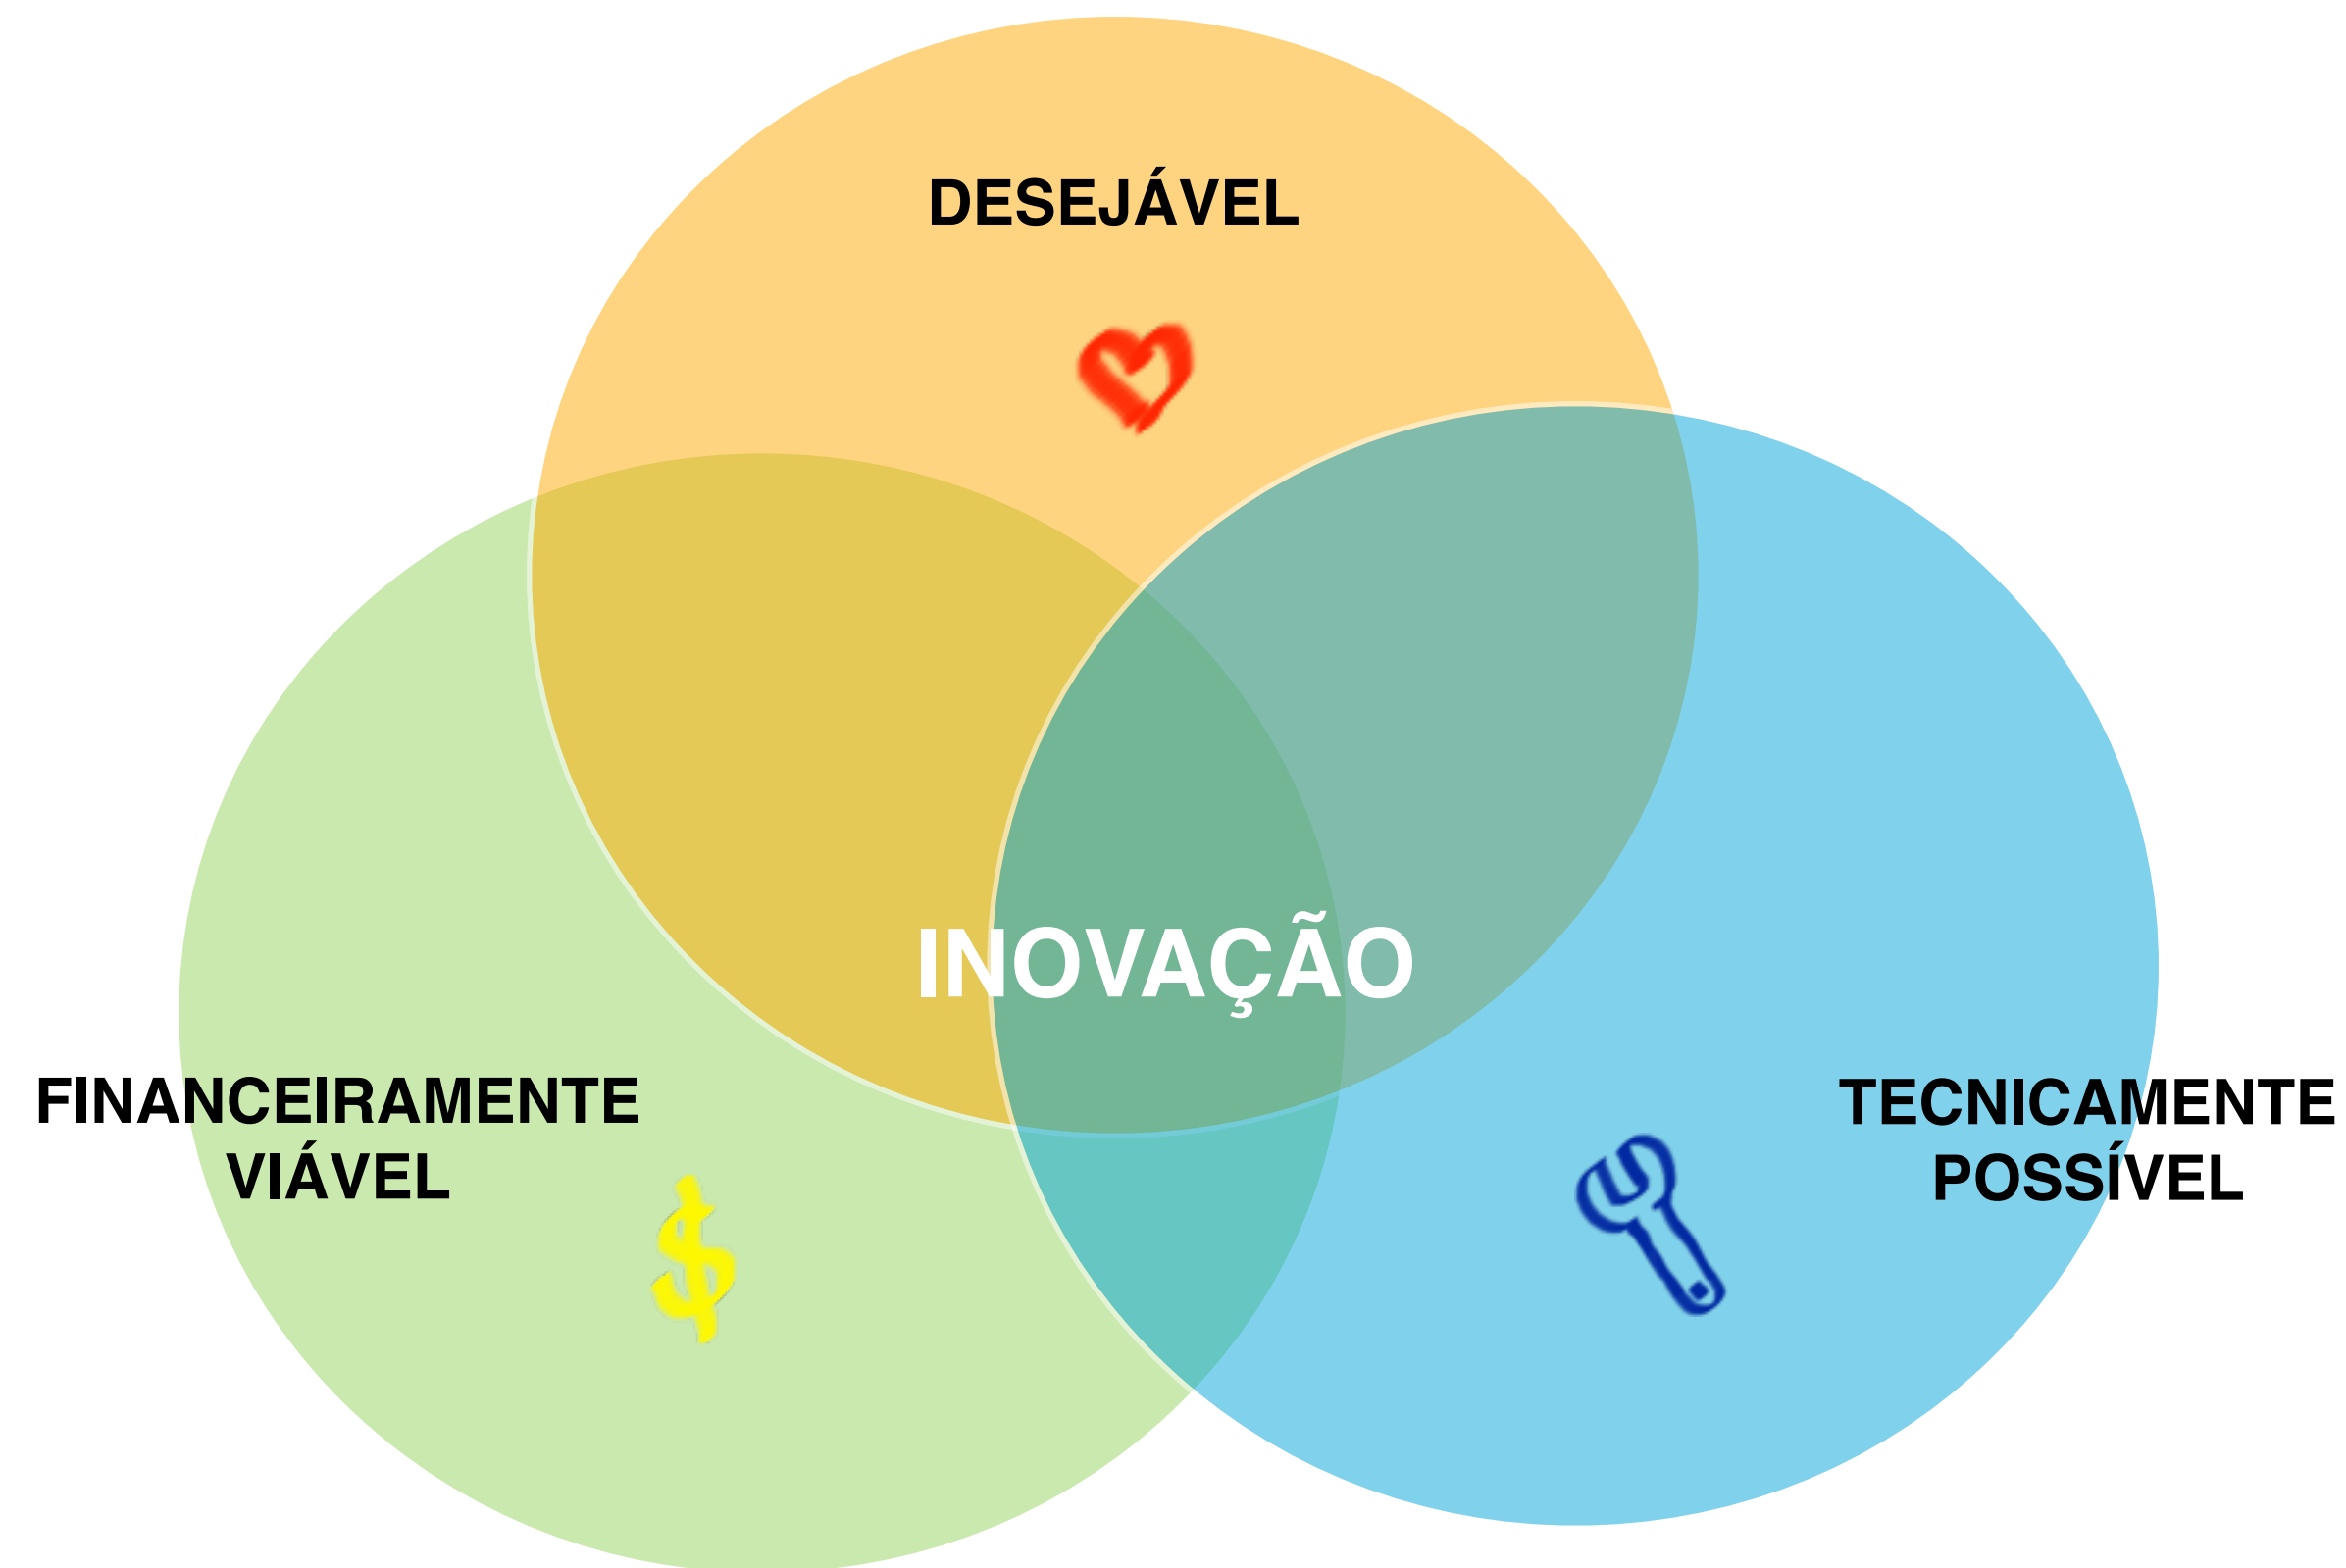 DESEJÁVEL
INOVAÇÃO
FINANCEIRAMENTE
VIÁVEL
TECNICAMENTE
POSSÍVEL